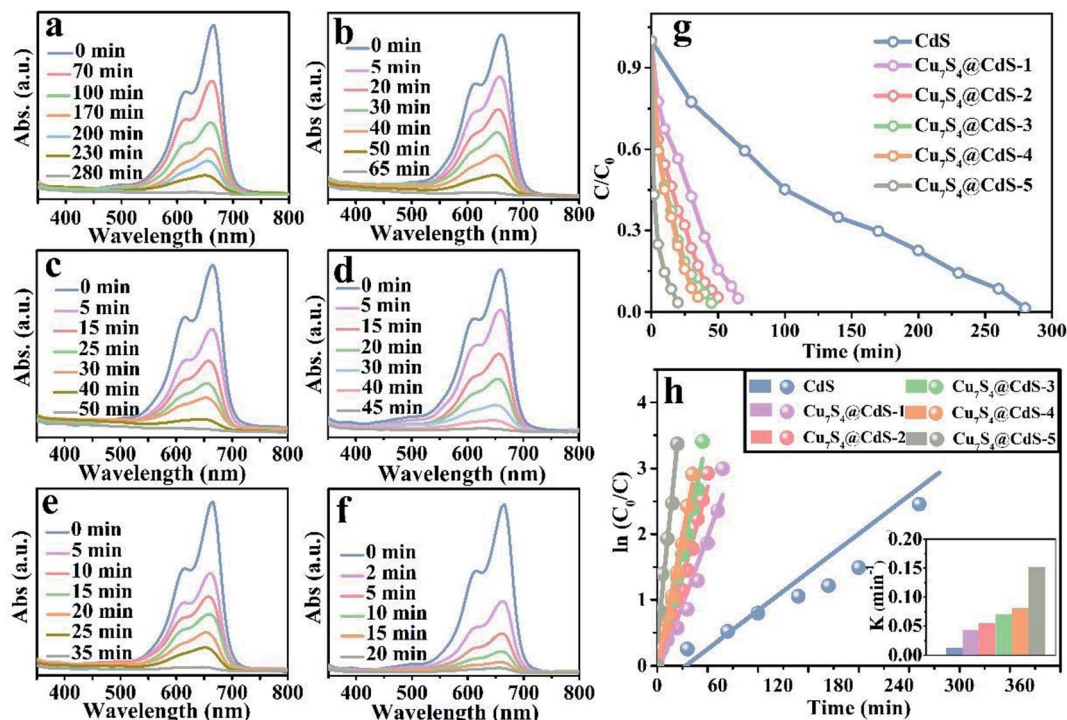 a
0 min
70 min
100 min
170 min
200 min
230 min
280 min
Abs. (a.u.)
400 500 600 700 800
Wavelength (nm)
b
0 min
5 min
20 min
30 min
40 min
50 min
65 min
Abs (a.u.)
400 500 600 700 800
Wavelength (nm)
c
0 min
5 min
15 min
25 min
30 min
40 min
50 min
Abs. (a.u.)
400 500 600 700 800
Wavelength (nm)
d
0 min
5 min
15 min
20 min
30 min
40 min
45 min
Abs. (a.u.)
400 500 600 700 800
Wavelength (nm)
e
0 min
5 min
10 min
15 min
20 min
25 min
35 min
Abs (a.u.)
400 500 600 700 800
Wavelength (nm)
f
0 min
2 min
5 min
10 min
15 min
20 min
Abs (a.u.)
400 500 600 700 800
Wavelength (nm)
g
CdS
Cu₇S₄@CdS-1
Cu₇S₄@CdS-2
Cu₇S₄@CdS-3
Cu₇S₄@CdS-4
Cu₇S₄@CdS-5
C/C₀
0.9
0.6
0.3
0.0
0 50 100 150 200 250 300
Time (min)
h
CdS
Cu₇S₄@CdS-1
Cu₇S₄@CdS-2
Cu₇S₄@CdS-3
Cu₇S₄@CdS-4
Cu₇S₄@CdS-5
ln (C₀/C)
4
3
2
1
0
0 60 120 180 240 300 360
Time (min)
K (min⁻¹)
0.20
0.15
0.10
0.05
0.00